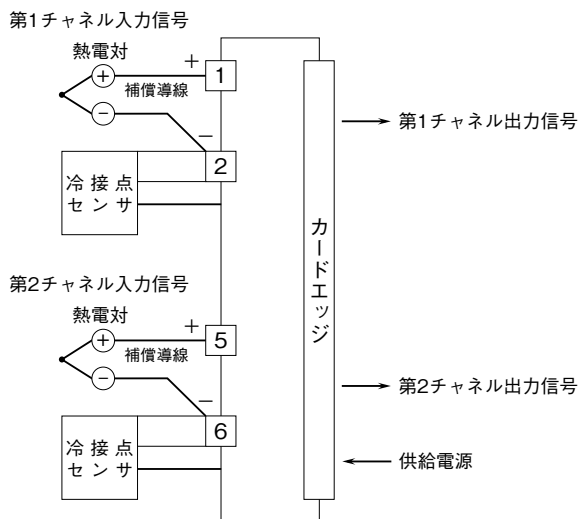 第1チャネル入力信号
熱電対
+
+
1
補償導線
−
−
2
冷接点
センサ
第1チャネル出力信号
カードエッジ
第2チャネル入力信号
熱電対
+
+
5
補償導線
−
−
6
冷接点
センサ
第2チャネル出力信号
供給電源